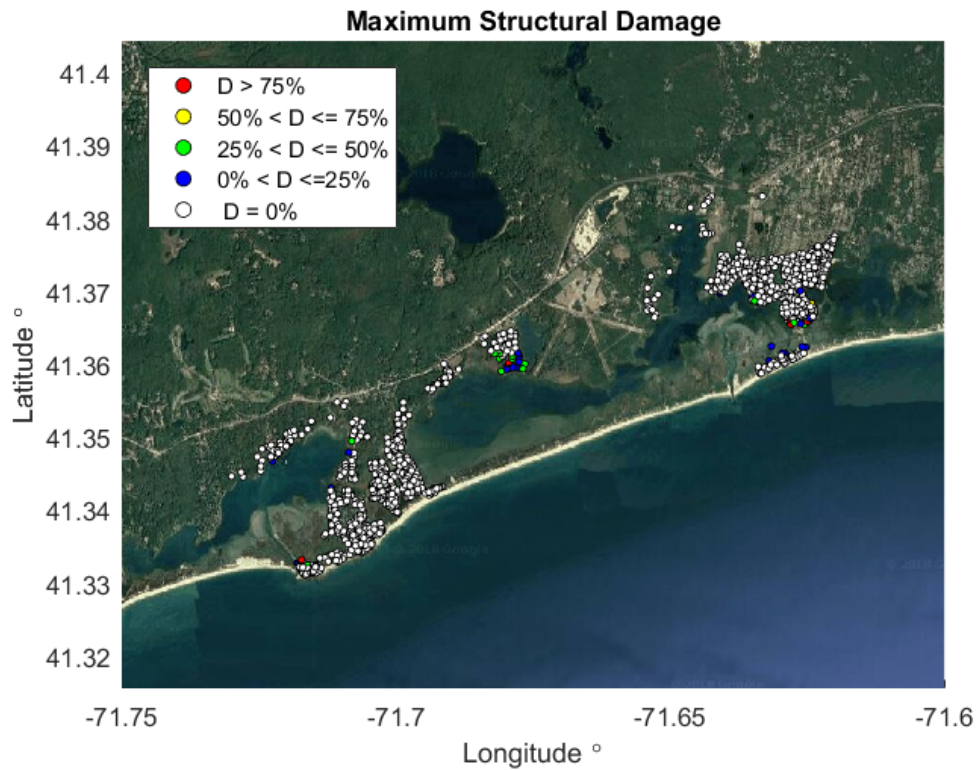 Maximum Structural Damage
41.4
41.39
41.38
41.37
41.36
41.35
41.34
41.33
41.32
Latitude °
D > 75%
50% < D <= 75%
25% < D <= 50%
0% < D <=25%
D = 0%
-71.75
-71.7
-71.65
-71.6
Longitude °